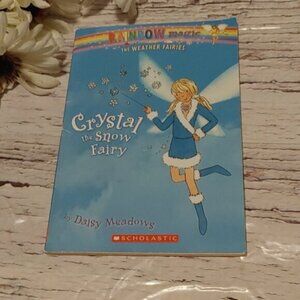 RAINBOW magic
THE WEATHER FAIRIES
Crystal
the Snow
Fairy
by Daisy Meadows
SCHOLASTIC